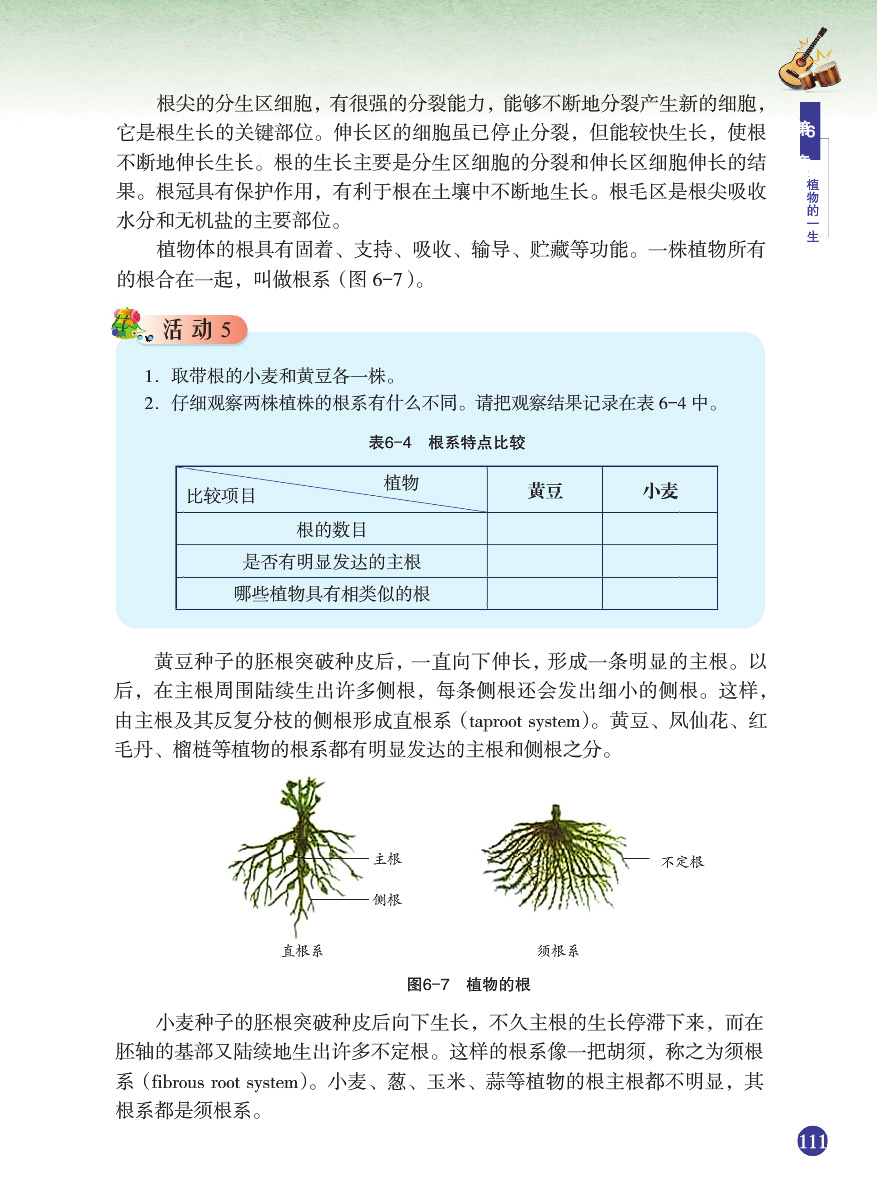 根尖的分生区细胞，有很强的分裂能力，能够不断地分裂产生新的细胞，
它是根生长的关键部位。伸长区的细胞虽已停止分裂，但能较快生长，使根
不断地伸长生长。根的生长主要是分生区细胞的分裂和伸长区细胞伸长的结
果。根冠具有保护作用，有利于根在土壤中不断地生长。根毛区是根尖吸收
水分和无机盐的主要部位。
植物体的根具有固着、支持、吸收、输导、贮藏等功能。一株植物所有
的根合在一起，叫做根系（图 6-7）。
6
植物的一生
活动 5
1．取带根的小麦和黄豆各一株。
2．仔细观察两株植株的根系有什么不同。请把观察结果记录在表 6-4 中。
表6-4 根系特点比较
植物
比较项目
黄豆
小麦
根的数目
是否有明显发达的主根
哪些植物具有相类似的根
黄豆种子的胚根突破种皮后，一直向下伸长，形成一条明显的主根。以
后，在主根周围陆续生出许多侧根，每条侧根还会发出细小的侧根。这样，
由主根及其反复分枝的侧根形成直根系（taproot system）。黄豆、凤仙花、红
毛丹、榴梿等植物的根系都有明显发达的主根和侧根之分。
主根
侧根
不定根
直根系
须根系
图6-7 植物的根
小麦种子的胚根突破种皮后向下生长，不久主根的生长停滞下来，而在
胚轴的基部又陆续地生出许多不定根。这样的根系像一把胡须，称之为须根
系（fibrous root system）。小麦、葱、玉米、蒜等植物的根主根都不明显，其
根系都是须根系。
111